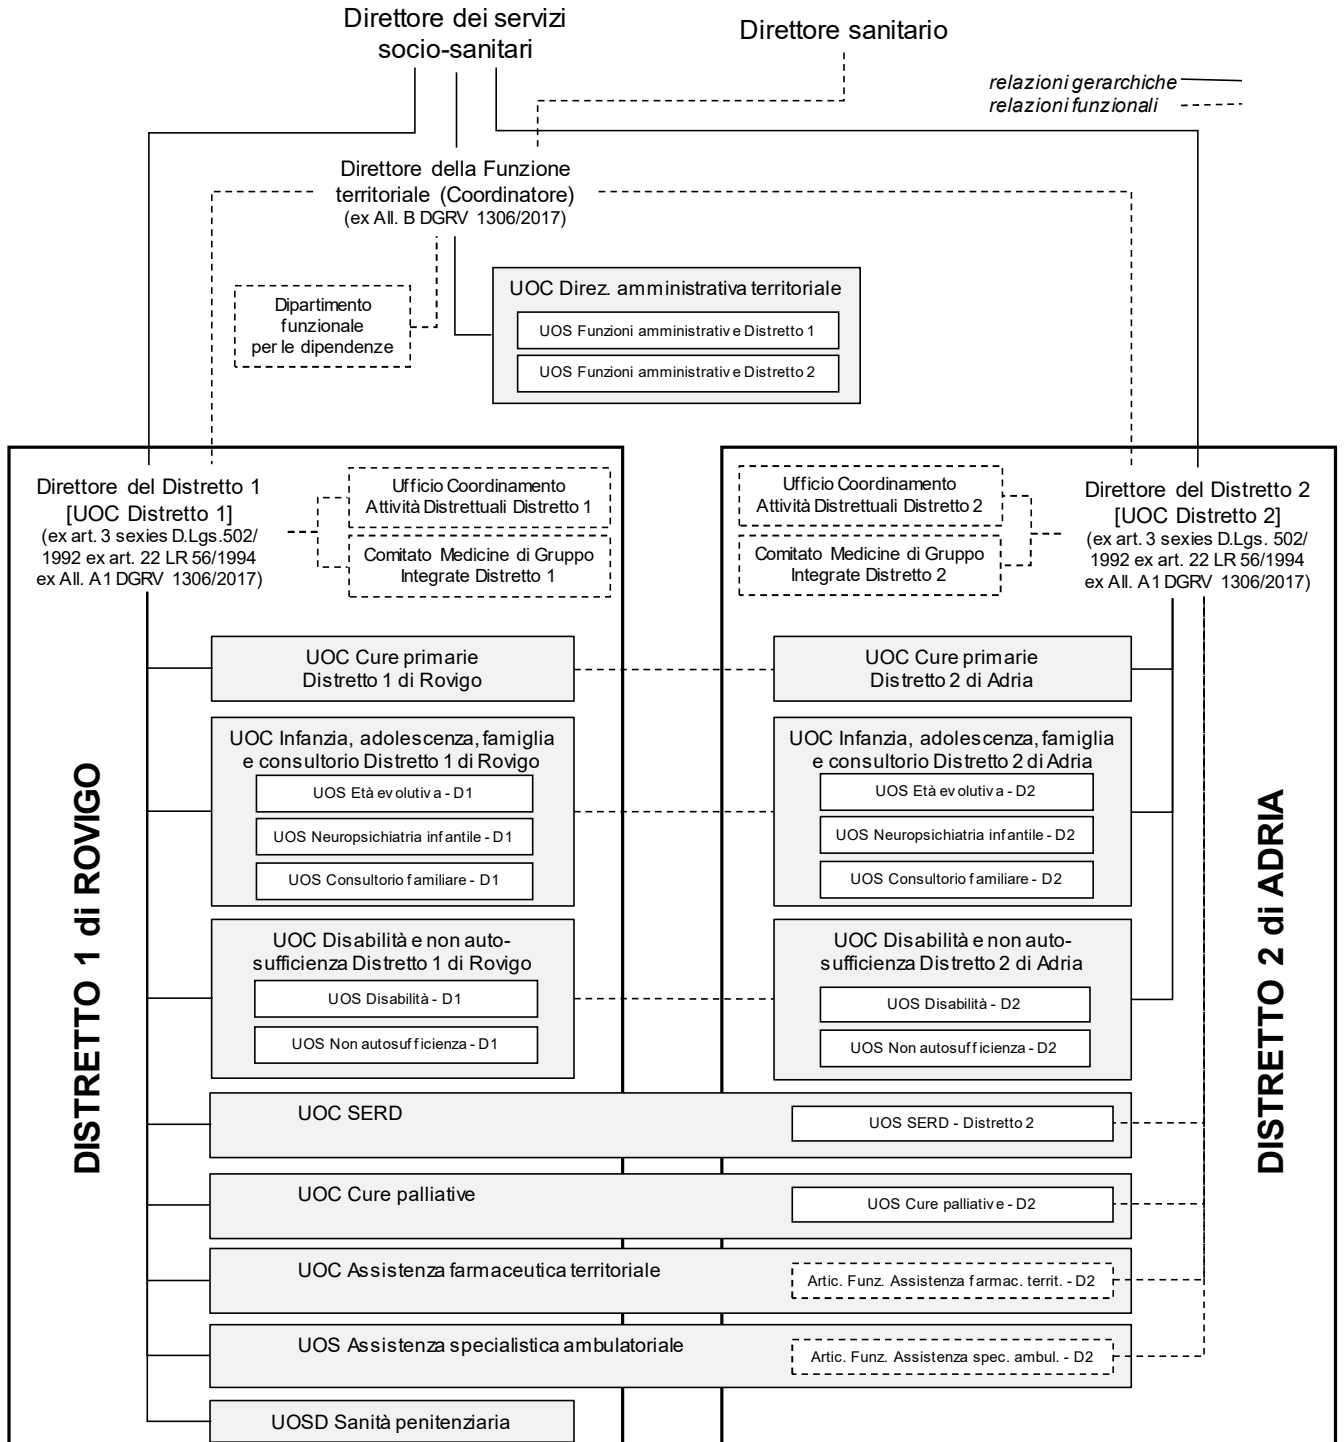 Direttore dei servizi
socio-sanitari
Direttore sanitario
relazioni gerarchiche
relazioni funzionali
Direttore della Funzione
territoriale (Coordinatore)
(ex All. B DGRV 1306/2017)
Dipartimento
funzionale
per le dipendenze
UOC Direz. amministrativa territoriale
UOS Funzioni amministrative Distretto 1
UOS Funzioni amministrative Distretto 2
Direttore del Distretto 1
[UOC Distretto 1]
(ex art. 3 sexies D.Lgs.502/
1992 ex art. 22 LR 56/1994
ex All. A1 DGRV 1306/2017)
Ufficio Coordinamento
Attività Distrettuali Distretto 1
Comitato Medicine di Gruppo
Integrate Distretto 1
Ufficio Coordinamento
Attività Distrettuali Distretto 2
Comitato Medicine di Gruppo
Integrate Distretto 2
Direttore del Distretto 2
[UOC Distretto 2]
(ex art. 3 sexies D.Lgs. 502/
1992 ex art. 22 LR 56/1994
ex All. A1 DGRV 1306/2017)
DISTRETTO 1 di ROVIGO
UOC Cure primarie
Distretto 1 di Rovigo
UOC Cure primarie
Distretto 2 di Adria
UOC Infanzia, adolescenza, famiglia
e consultorio Distretto 1 di Rovigo
UOS Età evolutiva - D1
UOS Neuropsichiatria infantile - D1
UOS Consultorio familiare - D1
UOC Infanzia, adolescenza, famiglia
e consultorio Distretto 2 di Adria
UOS Età evolutiva - D2
UOS Neuropsichiatria infantile - D2
UOS Consultorio familiare - D2
UOC Disabilità e non auto-
sufficienza Distretto 1 di Rovigo
UOS Disabilità - D1
UOS Non autosufficienza - D1
UOC Disabilità e non auto-
sufficienza Distretto 2 di Adria
UOS Disabilità - D2
UOS Non autosufficienza - D2
DISTRETTO 2 di ADRIA
UOC SERD
UOS SERD - Distretto 2
UOC Cure palliative
UOS Cure palliative - D2
UOC Assistenza farmaceutica territoriale
Artic. Funz. Assistenza farmac. territ. - D2
UOS Assistenza specialistica ambulatoriale
Artic. Funz. Assistenza spec. ambul. - D2
UOSD Sanità penitenziaria